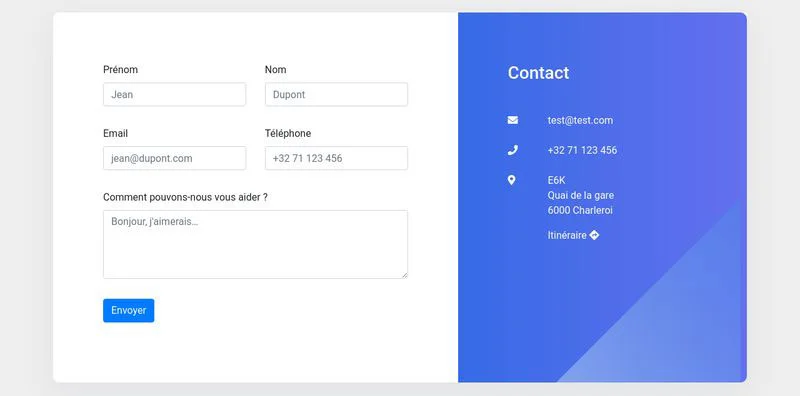 Prénom
Nom
Jean
Dupont
Email
Téléphone
jean@dupont.com
+32 71 123 456
Comment pouvons-nous vous aider ?
Bonjour, j'aimerais...
Envoyer
Contact
test@test.com
+32 71 123 456
E6K
Quai de la gare
6000 Charleroi
Itinéraire